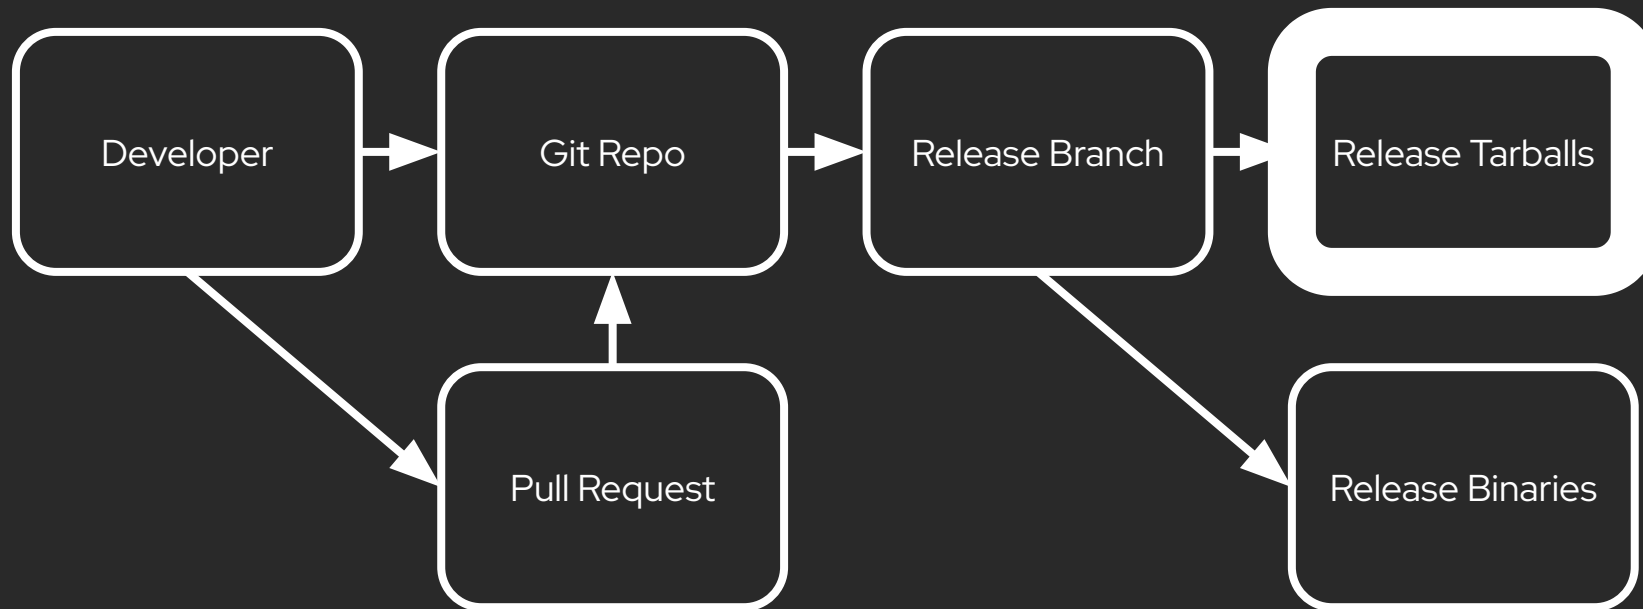 Developer
Git Repo
Release Branch
Release Tarballs
Pull Request
Release Binaries